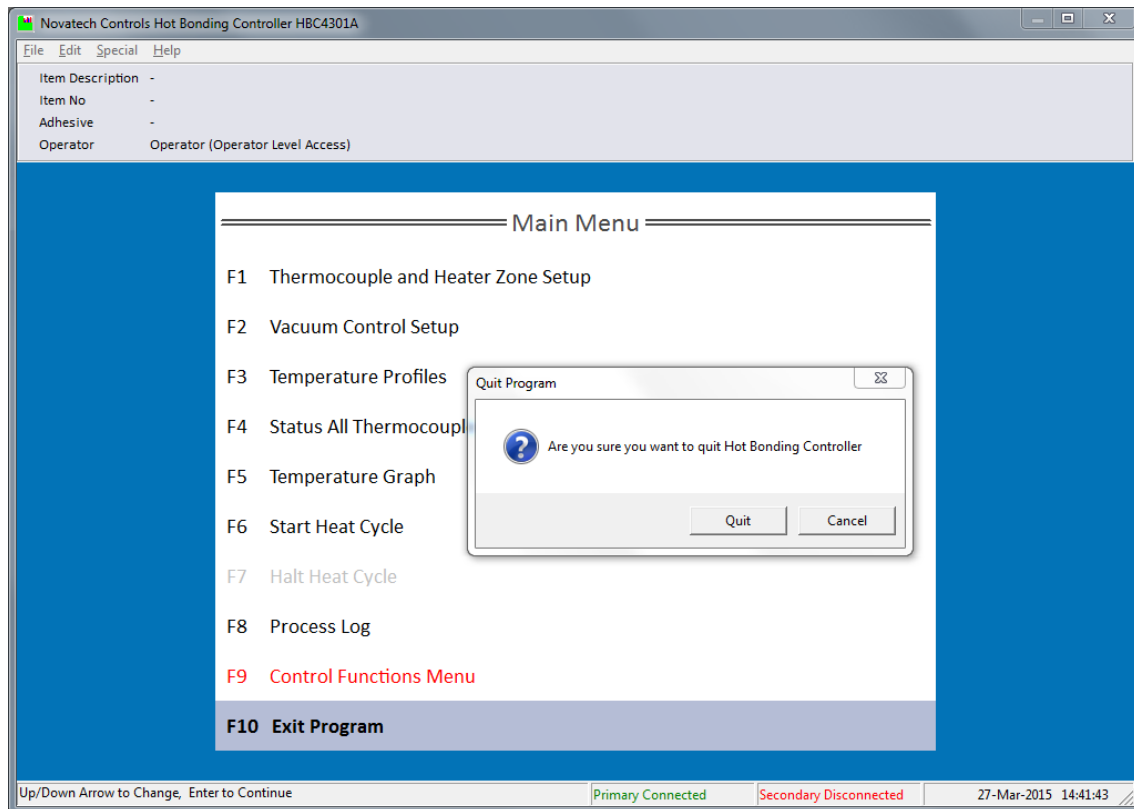 Novatech Controls Hot Bonding Controller HBC4301A
File Edit Special Help
Item Description -
Item No -
Adhesive -
Operator Operator (Operator Level Access)
Main Menu
F1 Thermocouple and Heater Zone Setup
F2 Vacuum Control Setup
F3 Temperature Profiles
F4 Status All Thermocoupl
F5 Temperature Graph
F6 Start Heat Cycle
F7 Halt Heat Cycle
F8 Process Log
F9 Control Functions Menu
F10 Exit Program
Quit Program
Are you sure you want to quit Hot Bonding Controller
Quit Cancel
Up/Down Arrow to Change, Enter to Continue Primary Connected Secondary Disconnected 27-Mar-2015 14:41:43